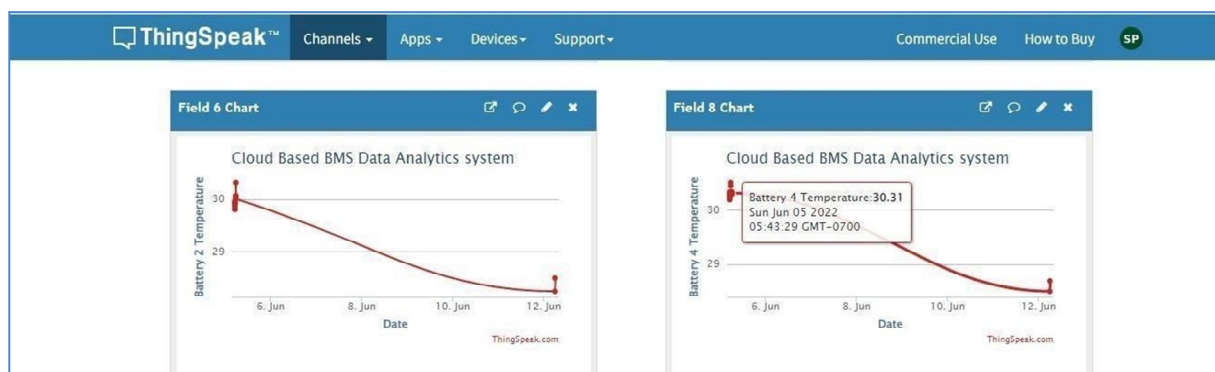 ThingSpeak™ Channels Apps Devices Support Commercial Use How to Buy SP
Field 6 Chart
Cloud Based BMS Data Analytics system
Battery 2 Temperature
30
29
6. Jun 8. Jun 10. Jun 12. Jun
Date
ThingSpeak.com
Field 8 Chart
Cloud Based BMS Data Analytics system
Battery 4 Temperature
30
29
Battery 4 Temperature:30.31
Sun Jun 05 2022
05:43:29 GMT-0700
6. Jun 8. Jun 10. Jun 12. Jun
Date
ThingSpeak.com